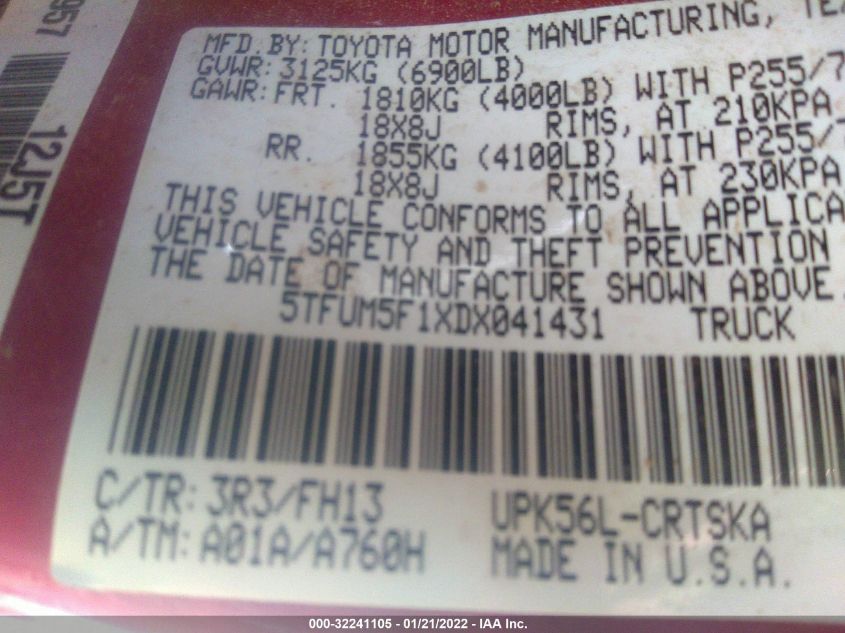 957
12J5T
MFD. BY: TOYOTA MOTOR MANUFACTURING,
GVWR: 3125KG (6900LB)
GAWR: FRT. 1810KG (4000LB) WITH P255/7
18X8J RIMS, AT 210KPA
RR. 1855KG (4100LB) WITH P255/
18X8J RIMS, AT 230KPA
THIS VEHICLE CONFORMS TO ALL APPLICA
VEHICLE SAFETY AND THEFT PREVENTION
THE DATE OF MANUFACTURE SHOWN ABOVE.
5TFUM5F1XDX041431 TRUCK
C/TR: 3R3/FH13 UPK56L-CRTSKA
A/TM: A01A/A760H MADE IN U.S.A.
000-32241105 - 01/21/2022 - IAA Inc.